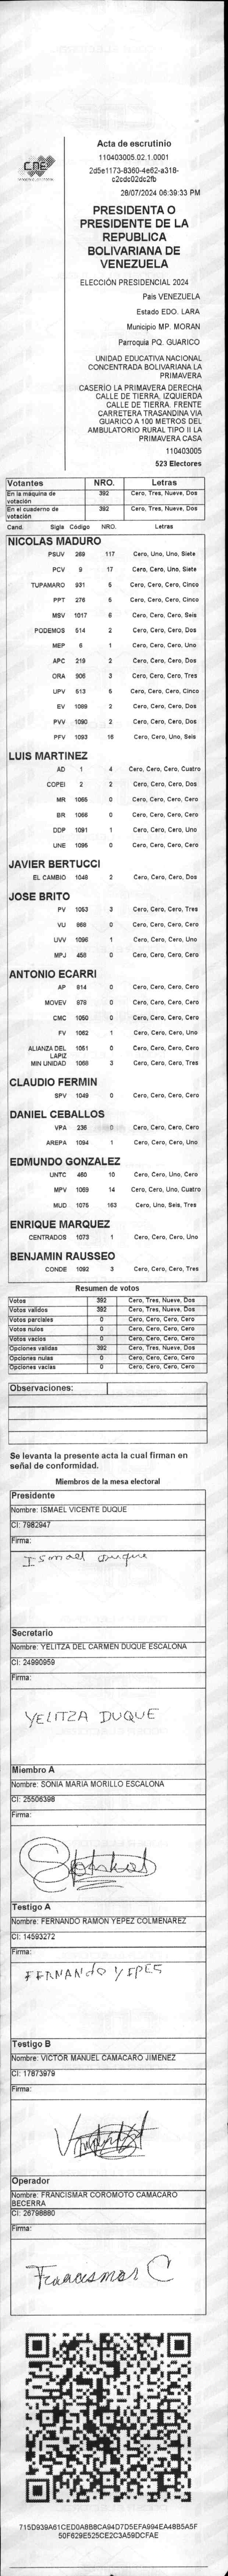 CNE
Acta de escrutinio
110403005.02.1.0001
2d5e1173-8360-4e62-a318-
c2cdc02dc2fb
28/07/2024 06:39:33 PM
PRESIDENTA O
PRESIDENTE DE LA
REPUBLICA
BOLIVARIANA DE
VENEZUELA
ELECCIÓN PRESIDENCIAL 2024
País VENEZUELA
Estado EDO. LARA
Municipio MP. MORAN
Parroquia PQ. GUARICO
UNIDAD EDUCATIVA NACIONAL
CONCENTRADA BOLIVARIANA LA
PRIMAVERA
CASERÍO LA PRIMAVERA DERECHA
CALLE DE TIERRA, IZQUIERDA
CALLE DE TIERRA. FRENTE
CARRETERA TRASANDINA VIA
GUARICO A 100 METROS DEL
AMBULATORIO RURAL TIPO II LA
PRIMAVERA CASA
110403005
523 Electores
Votantes NRO. Letras
En la máquina de votación 392 Cero, Tres, Nueve, Dos
En el cuaderno de votación 392 Cero, Tres, Nueve, Dos
Cand. Sigla Código NRO. Letras
NICOLAS MADURO
PSUV 269 117 Cero, Uno, Uno, Siete
PCV 9 17 Cero, Cero, Uno, Siete
TUPAMARO 931 5 Cero, Cero, Cero, Cinco
PPT 276 5 Cero, Cero, Cero, Cinco
MSV 1017 6 Cero, Cero, Cero, Seis
PODEMOS 514 2 Cero, Cero, Cero, Dos
MEP 6 1 Cero, Cero, Cero, Uno
APC 219 2 Cero, Cero, Cero, Dos
ORA 906 3 Cero, Cero, Cero, Tres
UPV 513 5 Cero, Cero, Cero, Cinco
EV 1089 2 Cero, Cero, Cero, Dos
PVV 1090 2 Cero, Cero, Cero, Dos
PFV 1093 16 Cero, Cero, Uno, Seis
LUIS MARTINEZ
AD 1 4 Cero, Cero, Cero, Cuatro
COPEI 2 2 Cero, Cero, Cero, Dos
MR 1065 0 Cero, Cero, Cero, Cero
BR 1066 0 Cero, Cero, Cero, Cero
DDP 1091 1 Cero, Cero, Cero, Uno
UNE 1095 0 Cero, Cero, Cero, Cero
JAVIER BERTUCCI
EL CAMBIO 1048 2 Cero, Cero, Cero, Dos
JOSE BRITO
PV 1053 3 Cero, Cero, Cero, Tres
VU 868 0 Cero, Cero, Cero, Cero
UVV 1096 1 Cero, Cero, Cero, Uno
MPJ 458 0 Cero, Cero, Cero, Cero
ANTONIO ECARRI
AP 814 0 Cero, Cero, Cero, Cero
MOVEV 879 0 Cero, Cero, Cero, Cero
CMC 1050 0 Cero, Cero, Cero, Cero
FV 1062 1 Cero, Cero, Cero, Uno
ALIANZA DEL LAPIZ 1051 0 Cero, Cero, Cero, Cero
MIN UNIDAD 1068 3 Cero, Cero, Cero, Tres
CLAUDIO FERMIN
SPV 1049 0 Cero, Cero, Cero, Cero
DANIEL CEBALLOS
VPA 236 0 Cero, Cero, Cero, Cero
AREPA 1094 1 Cero, Cero, Cero, Uno
EDMUNDO GONZALEZ
UNTC 460 10 Cero, Cero, Uno, Cero
MPV 1069 14 Cero, Cero, Uno, Cuatro
MUD 1075 163 Cero, Uno, Seis, Tres
ENRIQUE MARQUEZ
CENTRADOS 1073 1 Cero, Cero, Cero, Uno
BENJAMIN RAUSSEO
CONDE 1092 3 Cero, Cero, Cero, Tres
Resumen de votos
Votos 392 Cero, Tres, Nueve, Dos
Votos validos 392 Cero, Tres, Nueve, Dos
Votos parciales 0 Cero, Cero, Cero, Cero
Votos nulos 0 Cero, Cero, Cero, Cero
Votos vacios 0 Cero, Cero, Cero, Cero
Opciones validas 392 Cero, Tres, Nueve, Dos
Opciones nulas 0 Cero, Cero, Cero, Cero
Opciones vacias 0 Cero, Cero, Cero, Cero
Observaciones:
Se levanta la presente acta la cual firman en
señal de conformidad.
Miembros de la mesa electoral
Presidente
Nombre: ISMAEL VICENTE DUQUE
CI: 7982947
Firma:
Ismael Duque
Secretario
Nombre: YELITZA DEL CARMEN DUQUE ESCALONA
CI: 24990959
Firma:
YELITZA DUQUE
Miembro A
Nombre: SONIA MARIA MORILLO ESCALONA
CI: 25506398
Firma:
Testigo A
Nombre: FERNANDO RAMON YEPEZ COLMENAREZ
CI: 14593272
Firma:
FERNANdO YEPES
Testigo B
Nombre: VICTOR MANUEL CAMACARO JIMENEZ
CI: 17873979
Firma:
Operador
Nombre: FRANCISMAR COROMOTO CAMACARO
BECERRA
CI: 26798880
Firma:
Francismar C
715D939A61CED0A8B8CA94D7D5EFA994EA48B5A5F
50F629E525CE2C3A59DCFAE